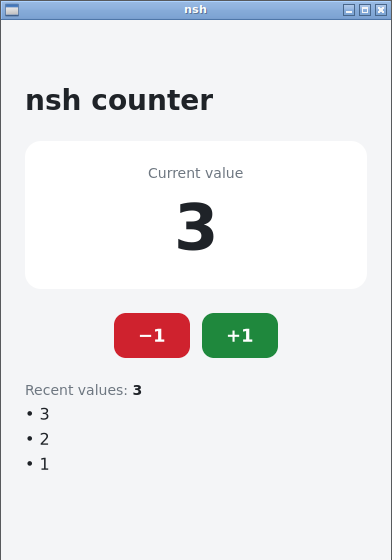 nsh
nsh counter
Current value
3
−1
+1
Recent values: 3
• 3
• 2
• 1